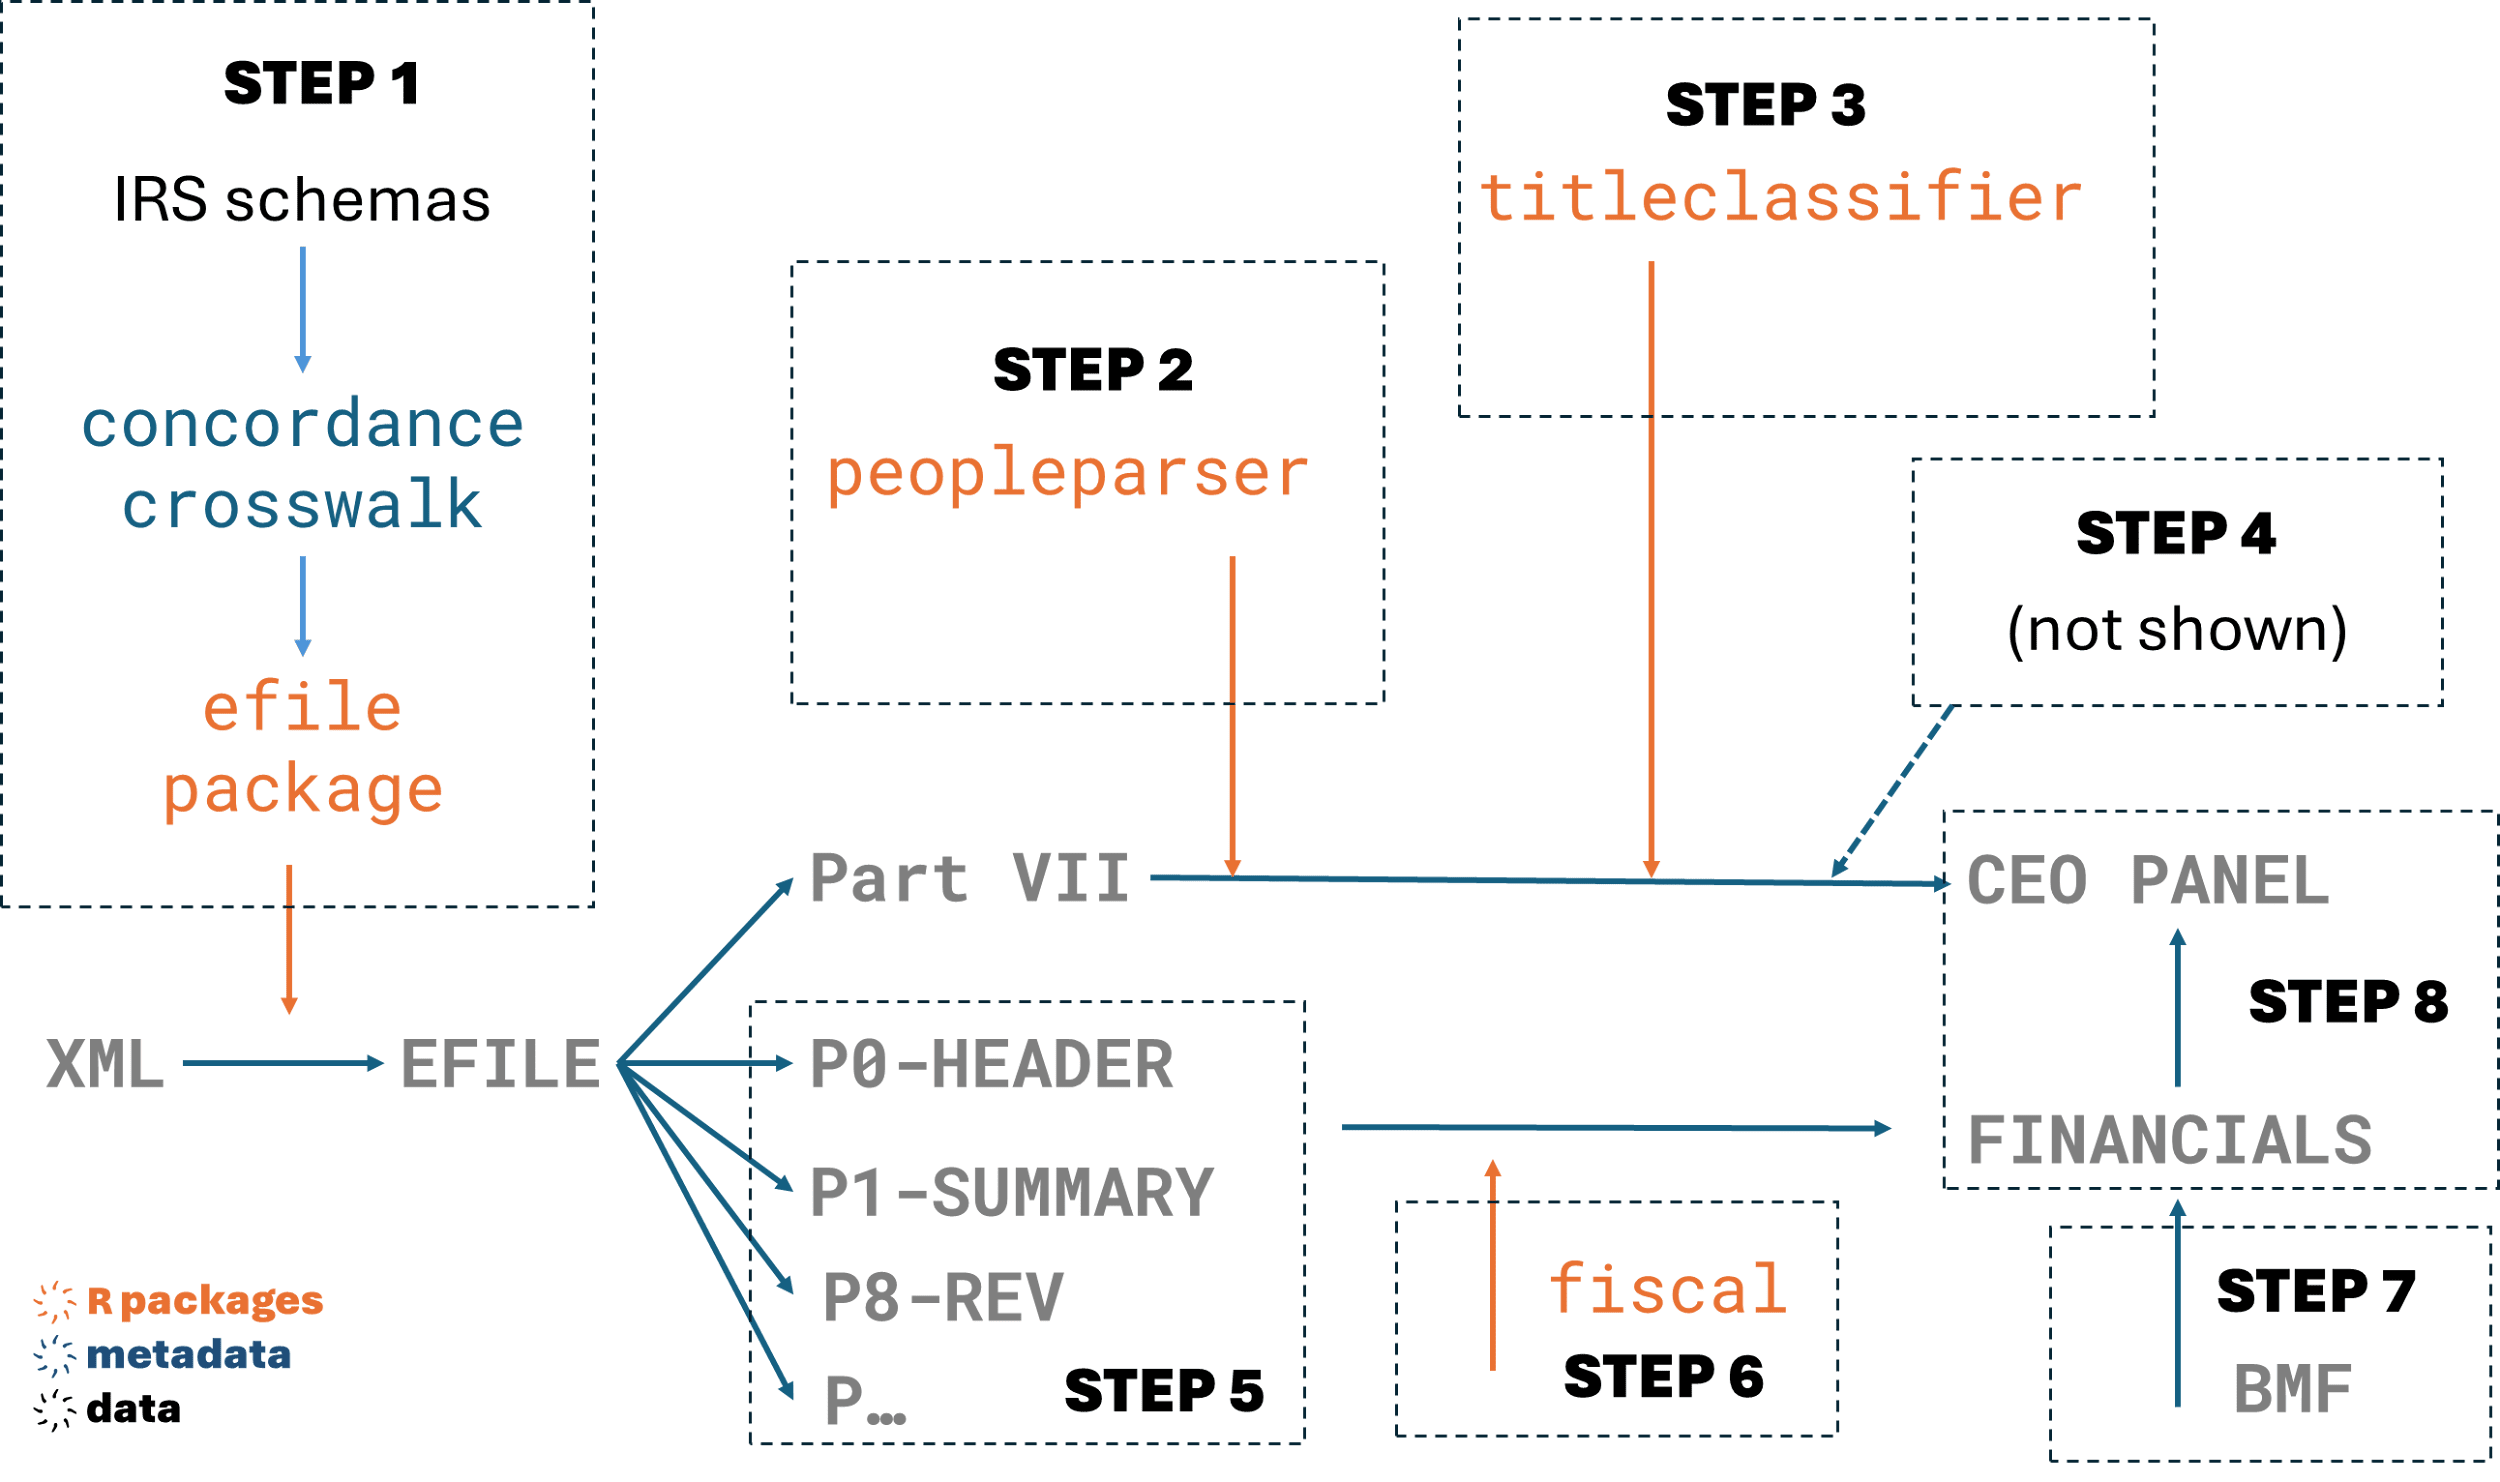 STEP 1
IRS schemas
concordance
crosswalk
efile
package
STEP 2
peopleparser
STEP 3
titleclassifier
STEP 4
(not shown)
XML
EFILE
Part VII
CEO PANEL
P0-HEADER
P1-SUMMARY
P8-REV
P...
STEP 5
fiscal
STEP 6
STEP 8
FINANCIALS
STEP 7
BMF
R packages
metadata
data